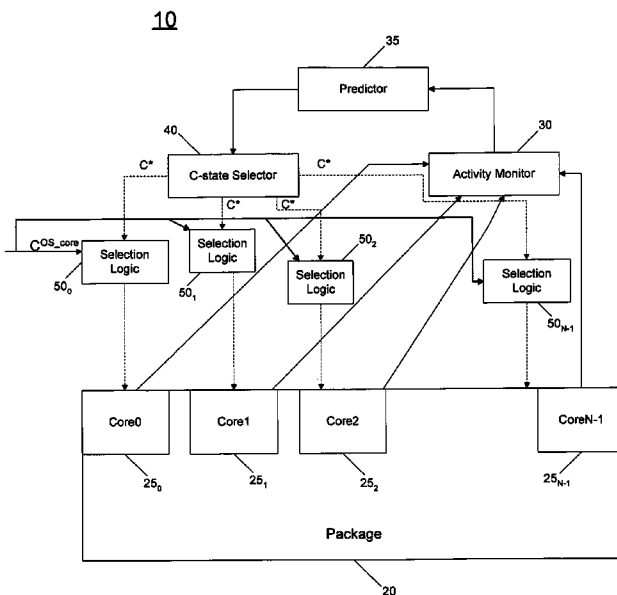 10
35
Predictor
40
30
C-state Selector
Activity Monitor
C*
C*
C*
C*
C^OS_core
Selection Logic
50₀
Selection Logic
50₁
Selection Logic
50₂
Selection Logic
50_N-1
Core0
Core1
Core2
CoreN-1
25₀
25₁
25₂
25_N-1
Package
20